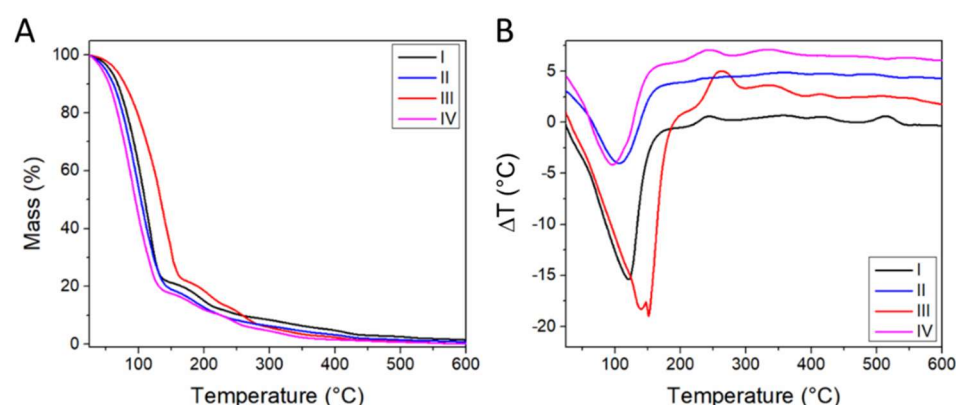 A
B
100
80
60
40
20
0
Mass (%)
100 200 300 400 500 600
Temperature (°C)
I
II
III
IV
5
0
-5
-10
-15
-20
ΔT (°C)
100 200 300 400 500 600
Temperature (°C)
I
II
III
IV